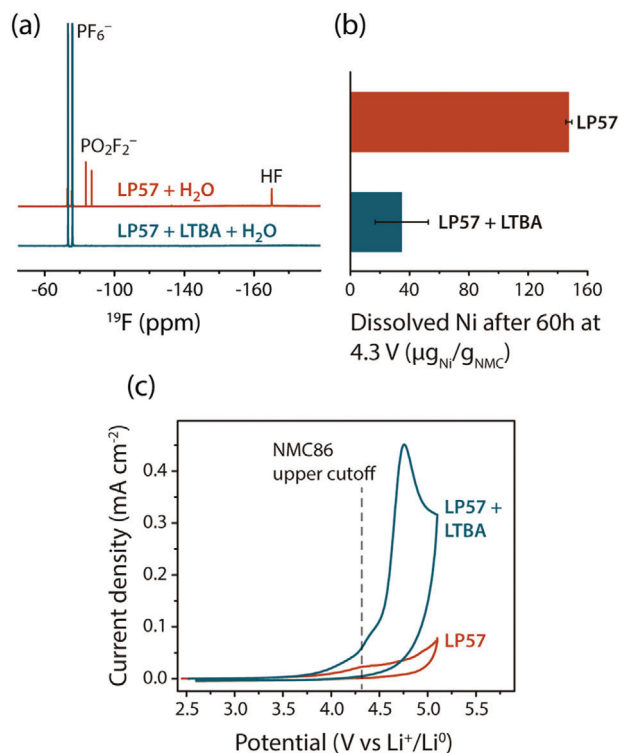 (a)
PF₆⁻
PO₂F₂⁻
HF
LP57 + H₂O
LP57 + LTBA + H₂O
-60 -100 -140 -160
¹⁹F (ppm)
(b)
LP57
LP57 + LTBA
0 40 80 120 160
Dissolved Ni after 60h at
4.3 V (μg_Ni/g_NMC)
(c)
Current density (mA cm⁻²)
0.4
0.3
0.2
0.1
0.0
NMC86
upper cutoff
LP57 +
LTBA
LP57
2.5 3.0 3.5 4.0 4.5 5.0 5.5
Potential (V vs Li⁺/Li⁰)